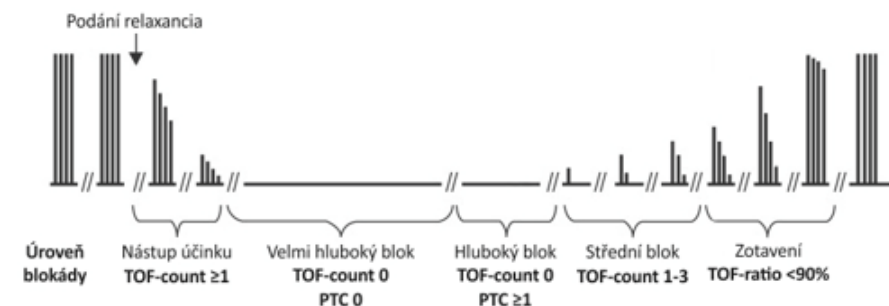 Podání relaxancia
Úroveň
blokády
Nástup účinku
TOF-count ≥1
Velmi hluboký blok
TOF-count 0
PTC 0
Hluboký blok
TOF-count 0
PTC ≥1
Střední blok
TOF-count 1-3
Zotavení
TOF-ratio <90%